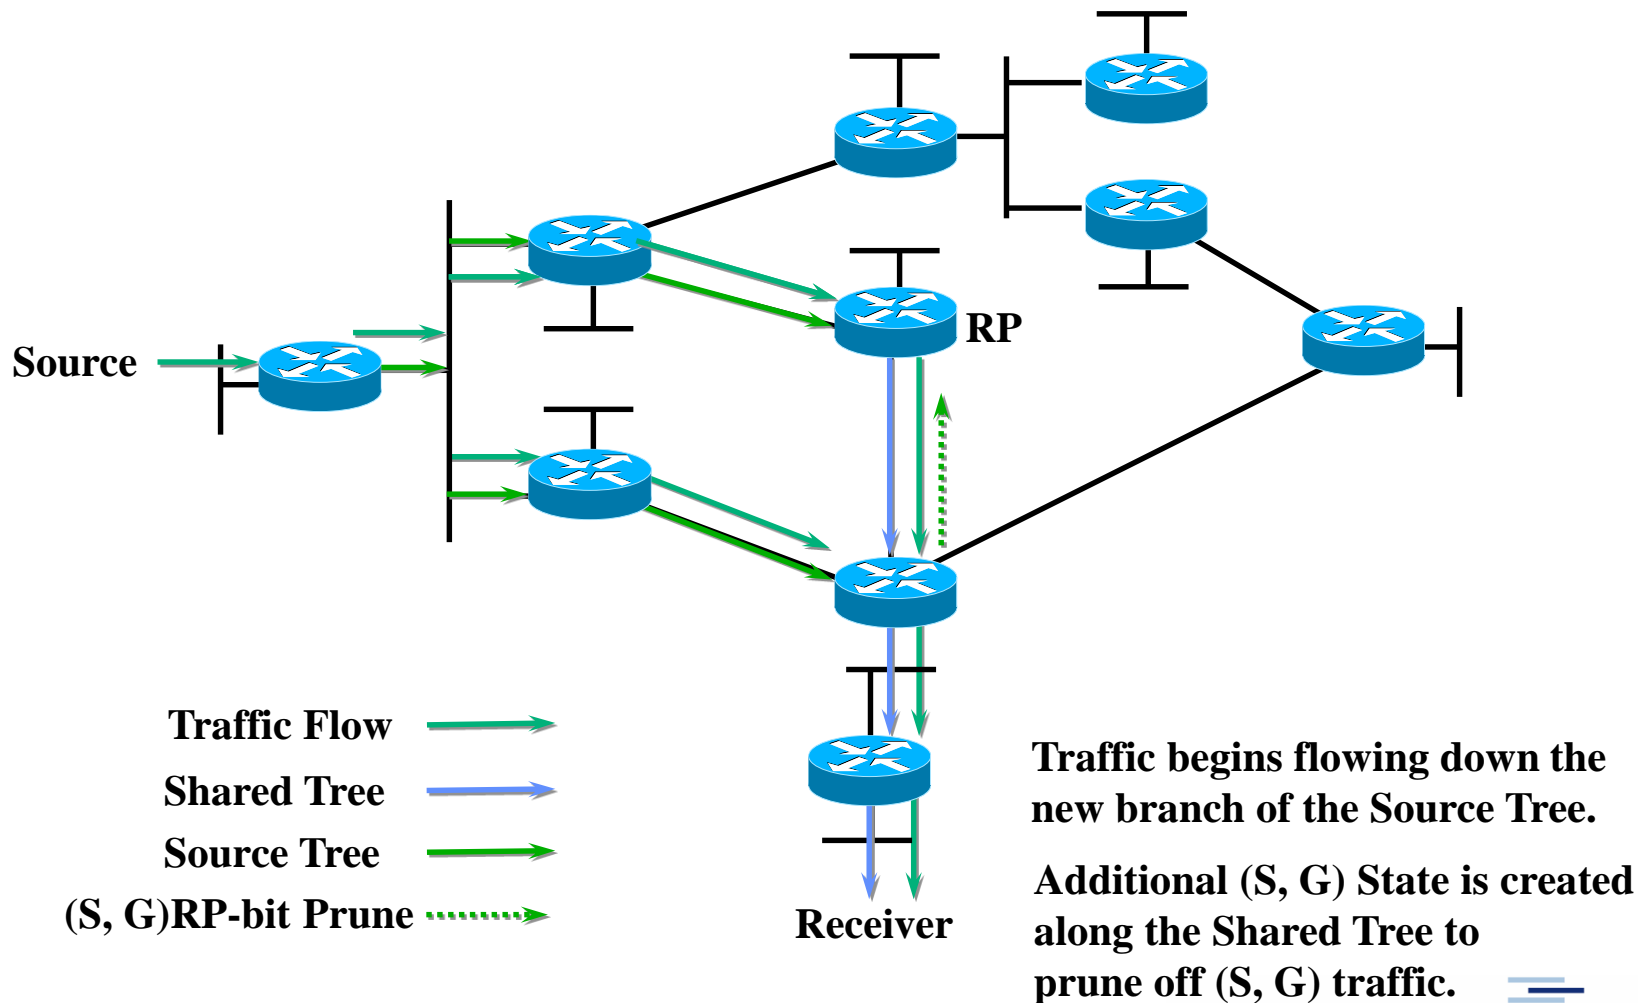 RP
Source
Traffic Flow
Shared Tree
Source Tree
(S, G)RP-bit Prune
Receiver
Traffic begins flowing down the
new branch of the Source Tree.
Additional (S, G) State is created
along the Shared Tree to
prune off (S, G) traffic.